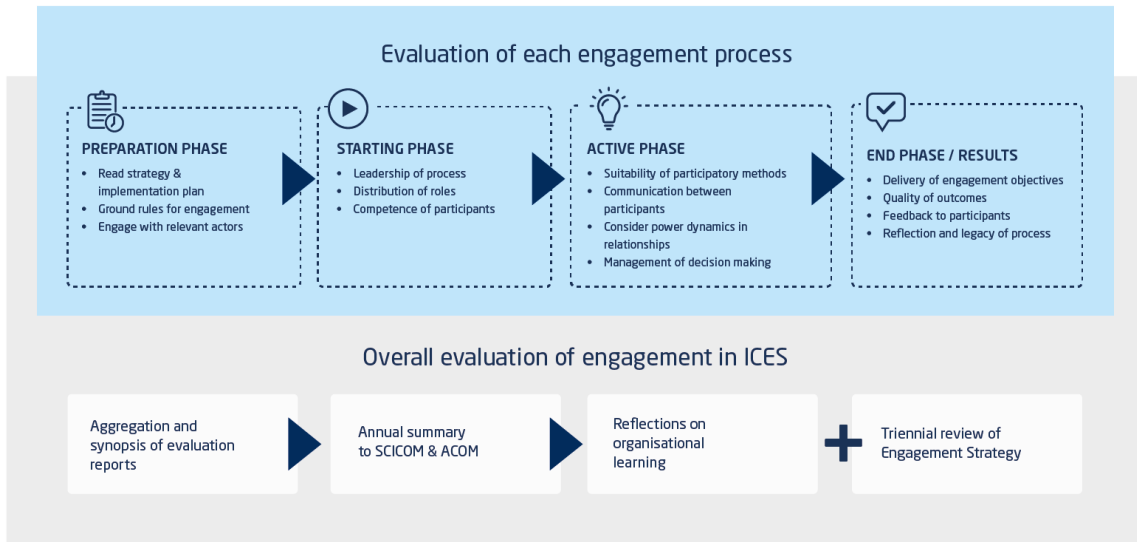 Evaluation of each engagement process
PREPARATION PHASE
• Read strategy &
implementation plan
• Ground rules for engagement
• Engage with relevant actors
STARTING PHASE
• Leadership of process
• Distribution of roles
• Competence of participants
ACTIVE PHASE
• Suitability of participatory methods
• Communication between
participants
• Consider power dynamics in
relationships
• Management of decision making
END PHASE / RESULTS
• Delivery of engagement objectives
• Quality of outcomes
• Feedback to participants
• Reflection and legacy of process
Overall evaluation of engagement in ICES
Aggregation and
synopsis of evaluation
reports
Annual summary
to SCICOM & ACOM
Reflections on
organisational
learning
Triennial review of
Engagement Strategy